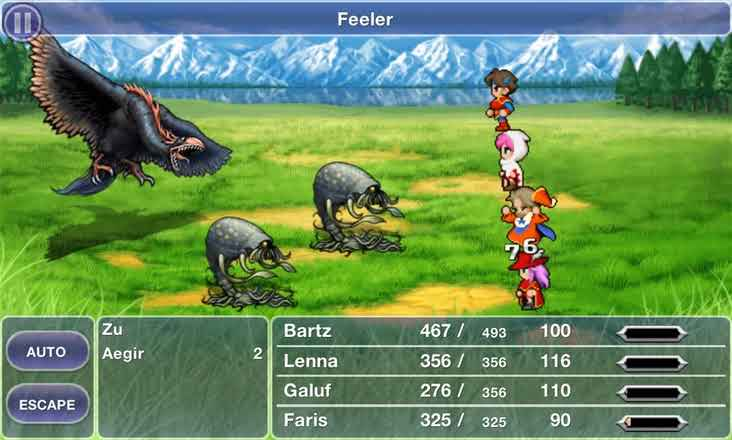 Feeler
76
AUTO
ESCAPE
Zu
Aegir 2
Bartz 467 / 493 100
Lenna 356 / 356 116
Galuf 276 / 356 110
Faris 325 / 325 90